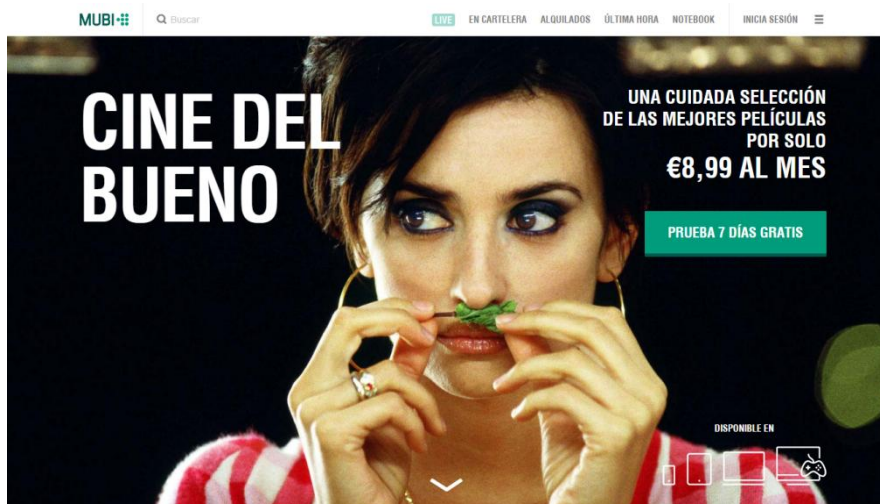 MUBI
Buscar
LIVE EN CARTELERA ALQUILADOS ÚLTIMA HORA NOTEBOOK INICIA SESIÓN
CINE DEL
BUENO
UNA CUIDADA SELECCIÓN
DE LAS MEJORES PELÍCULAS
POR SOLO
€8,99 AL MES
PRUEBA 7 DÍAS GRATIS
DISPONIBLE EN